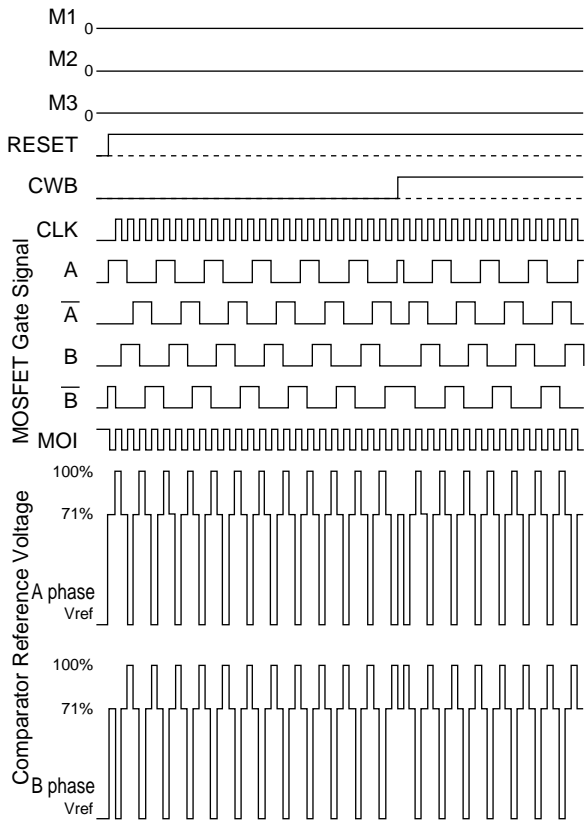 M1 0
M2 0
M3 0
RESET
CWB
CLK
MOSFET Gate Signal
A
A̅
B
B̅
MOI
Comparator Reference Voltage
100%
71%
A phase
Vref
100%
71%
B phase
Vref